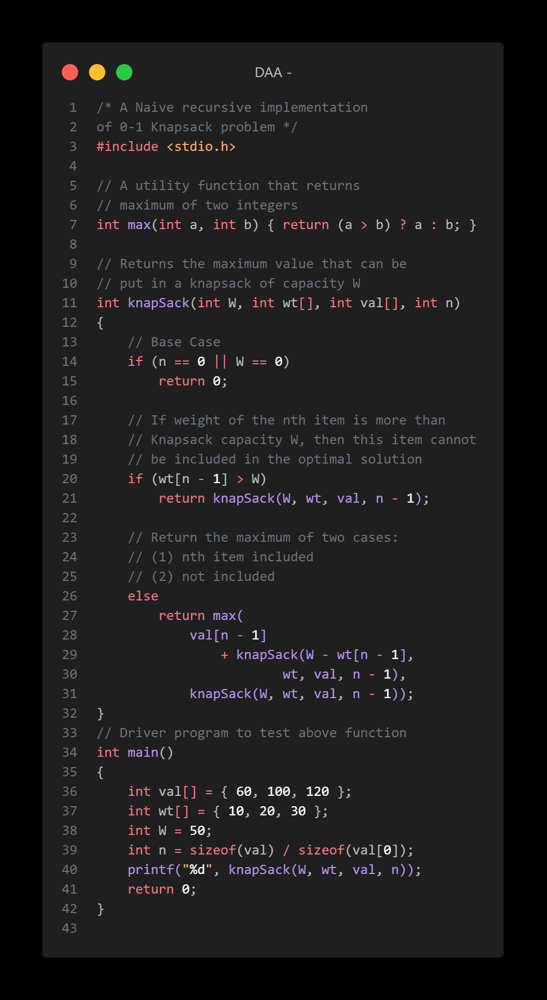 DAA -
1 /* A Naive recursive implementation
2 of 0-1 Knapsack problem */
3 #include <stdio.h>
4
5 // A utility function that returns
6 // maximum of two integers
7 int max(int a, int b) { return (a > b) ? a : b; }
8
9 // Returns the maximum value that can be
10 // put in a knapsack of capacity W
11 int knapSack(int W, int wt[], int val[], int n)
12 {
13     // Base Case
14     if (n == 0 || W == 0)
15         return 0;
16
17     // If weight of the nth item is more than
18     // Knapsack capacity W, then this item cannot
19     // be included in the optimal solution
20     if (wt[n - 1] > W)
21         return knapSack(W, wt, val, n - 1);
22
23     // Return the maximum of two cases:
24     // (1) nth item included
25     // (2) not included
26     else
27         return max(
28             val[n - 1]
29                 + knapSack(W - wt[n - 1],
30                         wt, val, n - 1),
31             knapSack(W, wt, val, n - 1));
32 }
33 // Driver program to test above function
34 int main()
35 {
36     int val[] = { 60, 100, 120 };
37     int wt[] = { 10, 20, 30 };
38     int W = 50;
39     int n = sizeof(val) / sizeof(val[0]);
40     printf("%d", knapSack(W, wt, val, n));
41     return 0;
42 }
43